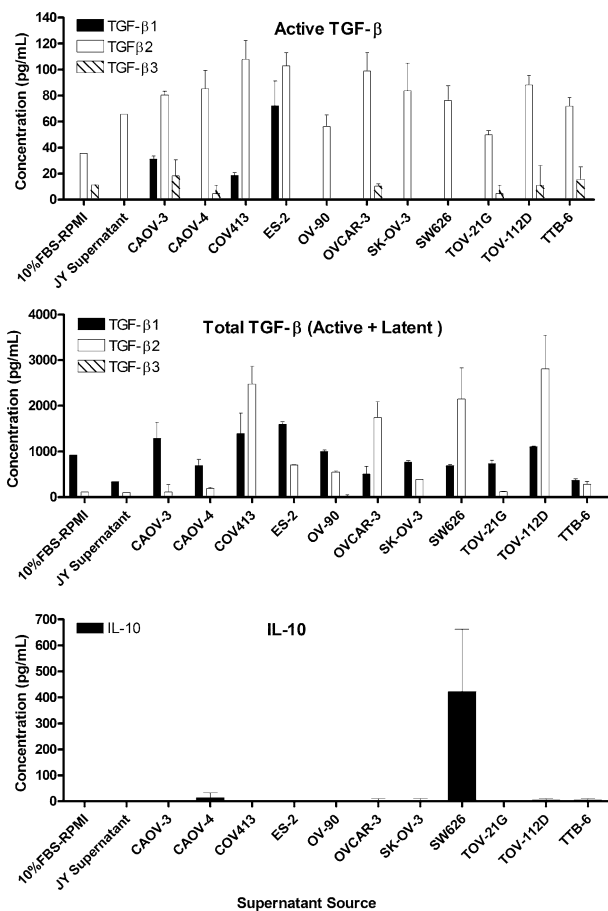 Active TGF-β
TGF-β1
TGFβ2
TGF-β3
Concentration (pg/mL)
140
120
100
80
60
40
20
0
10%FBS-RPMI
JY Supernatant
CAOV-3
CAOV-4
COV413
ES-2
OV-90
OVCAR-3
SK-OV-3
SW626
TOV-21G
TOV-112D
TTB-6
Total TGF-β (Active + Latent )
TGF-β1
TGF-β2
TGF-β3
Concentration (pg/mL)
4000
3000
2000
1000
0
10%FBS-RPMI
JY Supernatant
CAOV-3
CAOV-4
COV413
ES-2
OV-90
OVCAR-3
SK-OV-3
SW626
TOV-21G
TOV-112D
TTB-6
IL-10
IL-10
Concentration (pg/mL)
700
600
500
400
300
200
100
0
10%FBS-RPMI
JY Supernatant
CAOV-3
CAOV-4
COV413
ES-2
OV-90
OVCAR-3
SK-OV-3
SW626
TOV-21G
TOV-112D
TTB-6
Supernatant Source